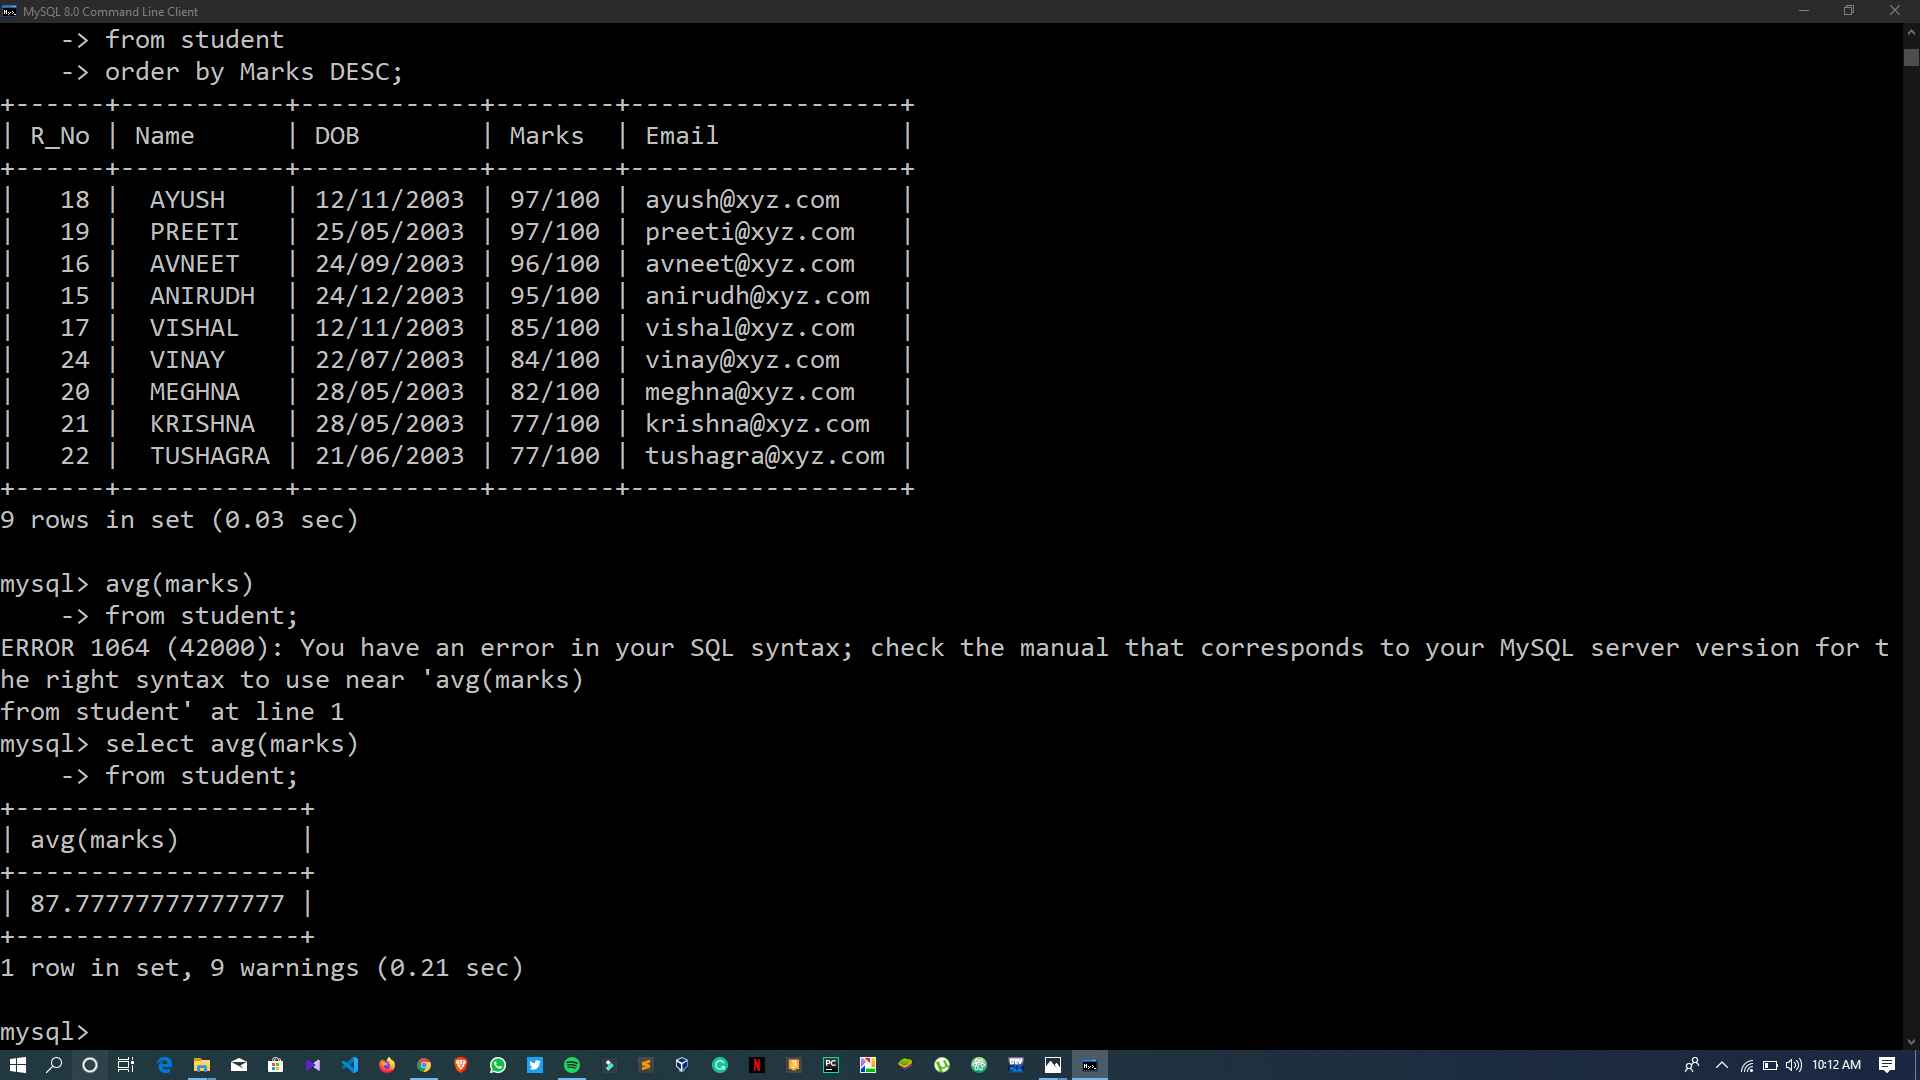 MySQL 8.0 Command Line Client
    -> from student
    -> order by Marks DESC;
+------+-----------+------------+--------+------------------+
| R_No | Name      | DOB        | Marks  | Email            |
+------+-----------+------------+--------+------------------+
|   18 |  AYUSH    | 12/11/2003 | 97/100 | ayush@xyz.com    |
|   19 |  PREETI   | 25/05/2003 | 97/100 | preeti@xyz.com   |
|   16 |  AVNEET   | 24/09/2003 | 96/100 | avneet@xyz.com   |
|   15 |  ANIRUDH  | 24/12/2003 | 95/100 | anirudh@xyz.com  |
|   17 |  VISHAL   | 12/11/2003 | 85/100 | vishal@xyz.com   |
|   24 |  VINAY    | 22/07/2003 | 84/100 | vinay@xyz.com    |
|   20 |  MEGHNA   | 28/05/2003 | 82/100 | meghna@xyz.com   |
|   21 |  KRISHNA  | 28/05/2003 | 77/100 | krishna@xyz.com  |
|   22 |  TUSHAGRA | 21/06/2003 | 77/100 | tushagra@xyz.com |
+------+-----------+------------+--------+------------------+
9 rows in set (0.03 sec)

mysql> avg(marks)
    -> from student;
ERROR 1064 (42000): You have an error in your SQL syntax; check the manual that corresponds to your MySQL server version for t
he right syntax to use near 'avg(marks)
from student' at line 1
mysql> select avg(marks)
    -> from student;
+-------------------+
| avg(marks)        |
+-------------------+
| 87.77777777777777 |
+-------------------+
1 row in set, 9 warnings (0.21 sec)

mysql>
10:12 AM